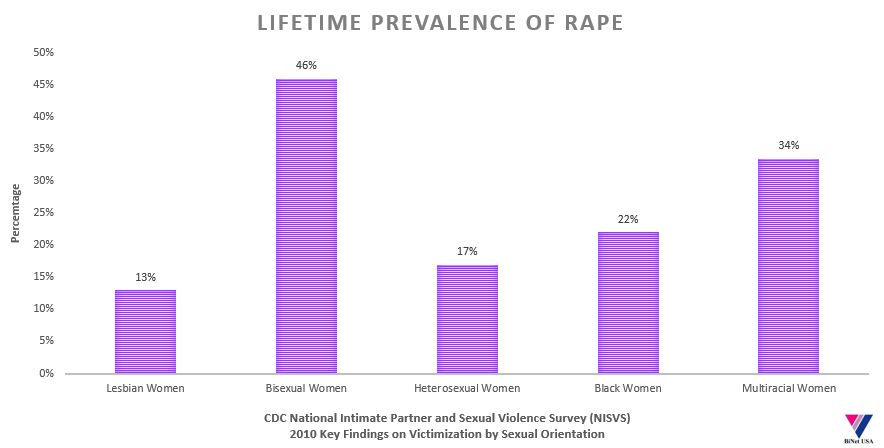 LIFETIME PREVALENCE OF RAPE
50%
45%
40%
35%
30%
25%
20%
15%
10%
5%
0%
Percentage
13%
46%
17%
22%
34%
Lesbian Women
Bisexual Women
Heterosexual Women
Black Women
Multiracial Women
CDC National Intimate Partner and Sexual Violence Survey (NISVS)
2010 Key Findings on Victimization by Sexual Orientation
BiNet USA